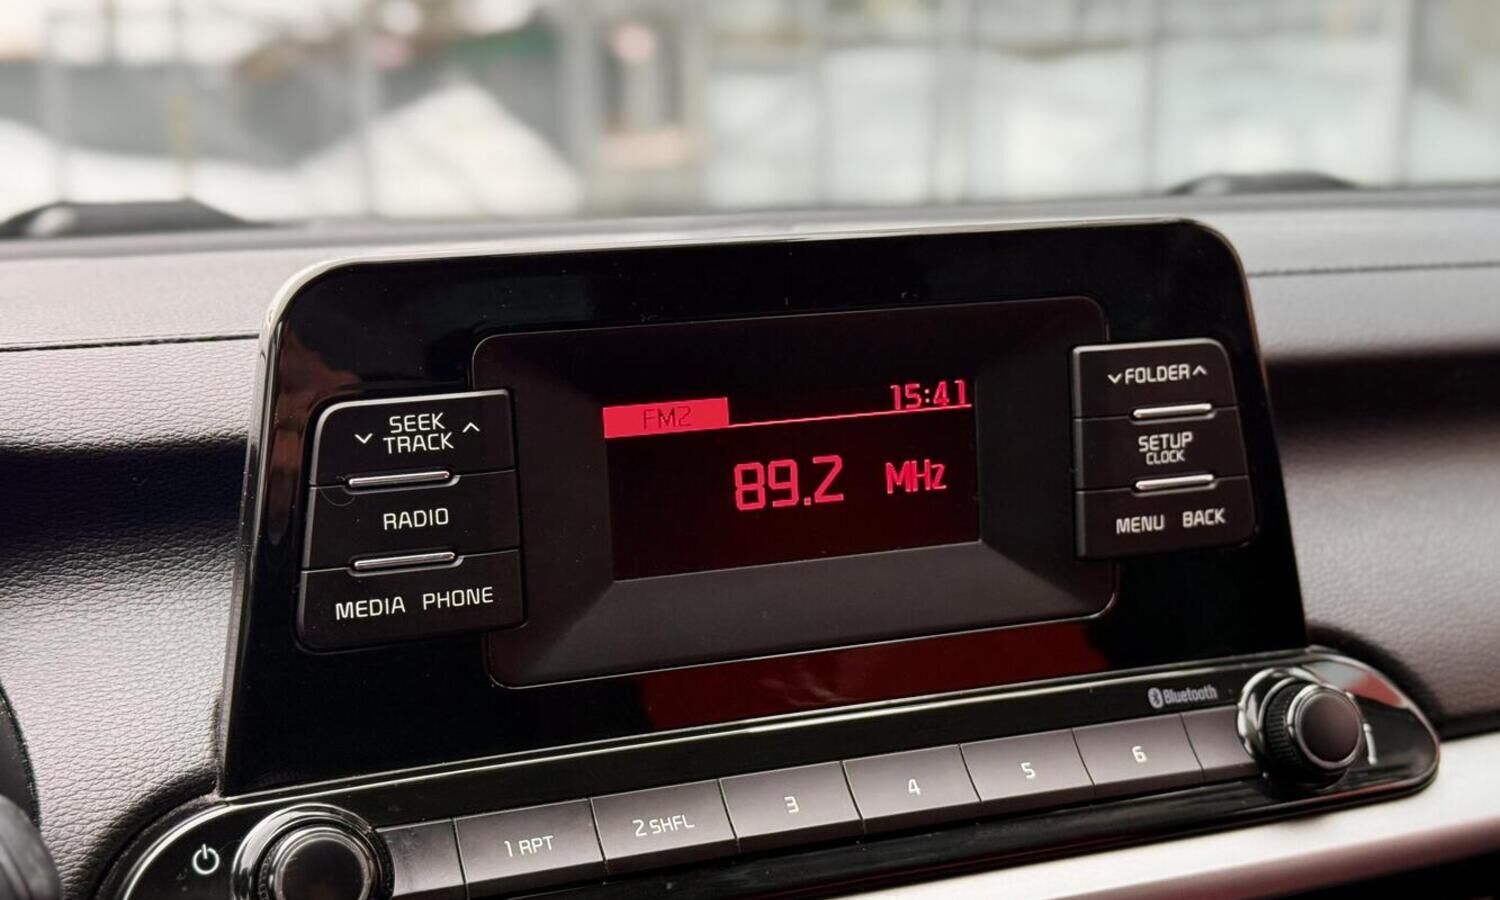 SEEK
TRACK
RADIO
MEDIA PHONE
FM2
15:41
89.2 MHz
FOLDER
SETUP
CLOCK
MENU BACK
Bluetooth
1 RPT
2 SHFL
3
4
5
6